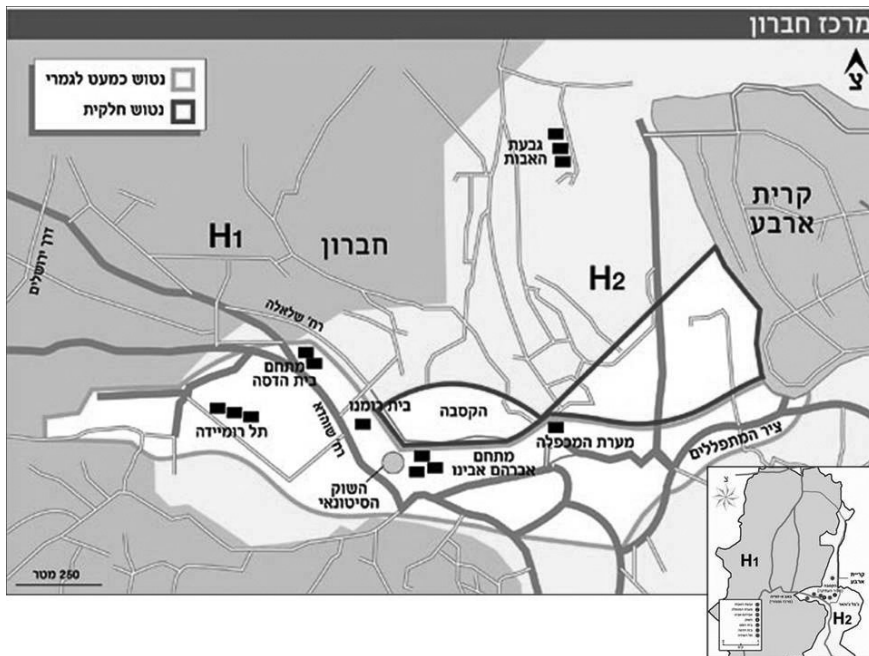 מרכז חברון
נטוש כמעט לגמרי
נטוש חלקית
צ
גבעת
האבות
קרית
ארבע
H1
חברון
H2
דרך ירושלים
רח' שלאלה
מתחם
בית הדסה
בית רומנו
הקסבה
תל רומיידה
רח' שוהדא
מערת המכפלה
ציר המתפללים
מתחם
אברהם אבינו
השוק
הסיטונאי
250 מטר
צ
H1
קריית
ארבע
H2